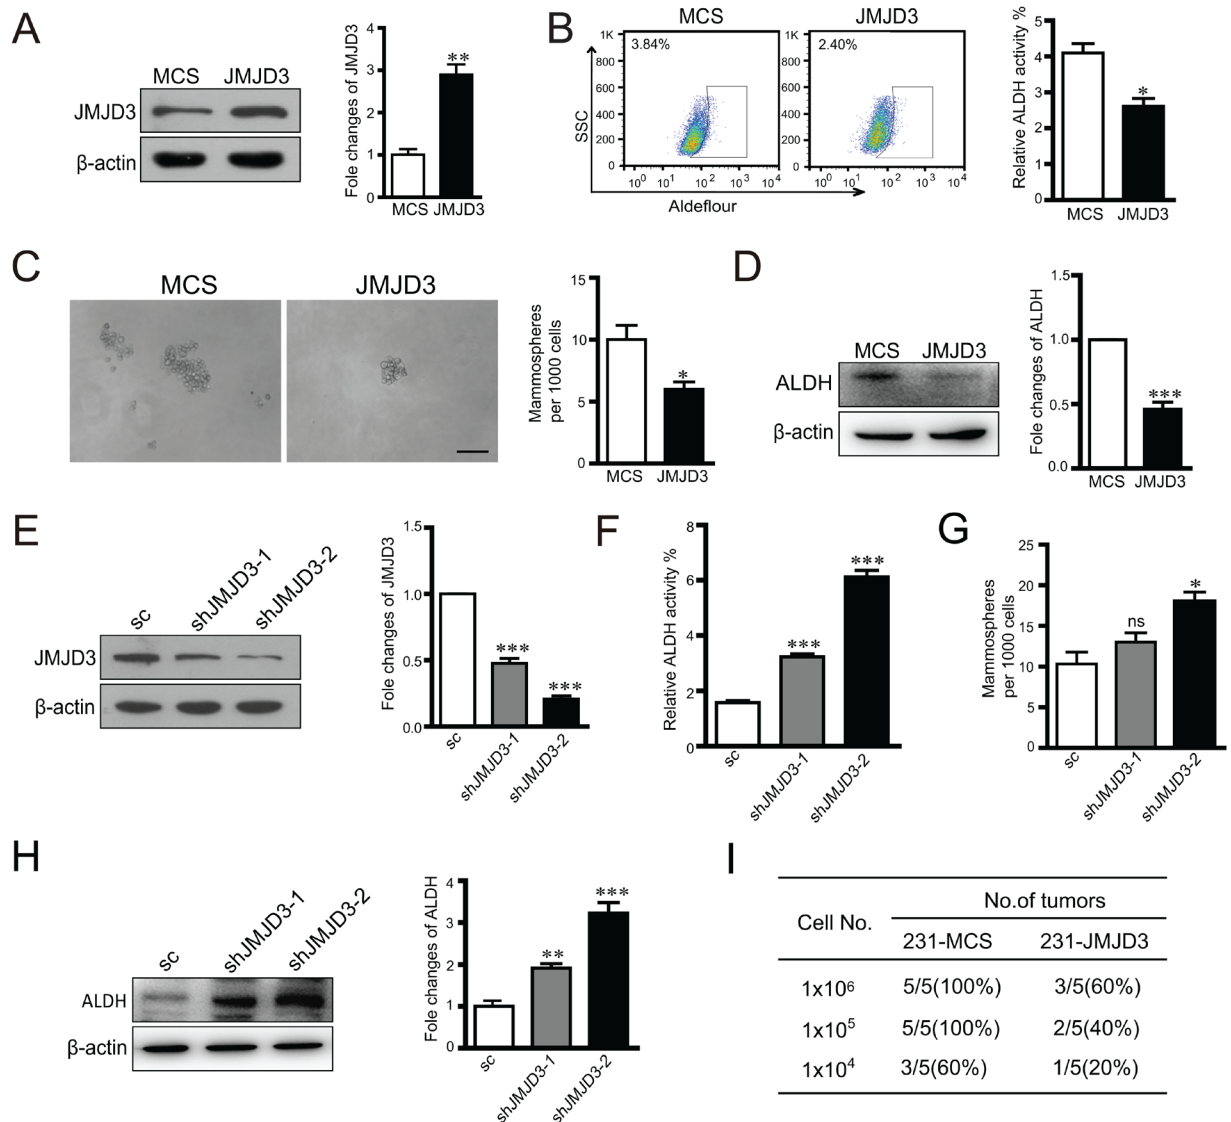 A
MCS JMJD3
JMJD3
β-actin
Fole changes of JMJD3
4
3
2
1
0
**
MCS JMJD3
B
MCS
JMJD3
3.84%
2.40%
1K
800
600
400
200
0
1K
800
600
400
200
0
SSC
10⁰ 10¹ 10² 10³ 10⁴
10⁰ 10¹ 10² 10³ 10⁴
Aldeflour
Relative ALDH activity %
5
4
3
2
1
0
*
MCS JMJD3
C
MCS
JMJD3
Mammospheres
per 1000 cells
15
10
5
0
*
MCS JMJD3
D
MCS JMJD3
ALDH
β-actin
Fole changes of ALDH
1.5
1.0
0.5
0.0
***
MCS JMJD3
E
sc shJMJD3-1 shJMJD3-2
JMJD3
β-actin
Fole changes of JMJD3
1.5
1.0
0.5
0.0
***
***
sc shJMJD3-1 shJMJD3-2
F
Relative ALDH activity %
8
6
4
2
0
***
***
sc shJMJD3-1 shJMJD3-2
G
Mammospheres
per 1000 cells
25
20
15
10
5
0
ns
*
sc shJMJD3-1 shJMJD3-2
H
sc shJMJD3-1 shJMJD3-2
ALDH
β-actin
Fole changes of ALDH
4
3
2
1
0
**
***
sc shJMJD3-1 shJMJD3-2
I
Cell No. No.of tumors
231-MCS 231-JMJD3
1x10⁶ 5/5(100%) 3/5(60%)
1x10⁵ 5/5(100%) 2/5(40%)
1x10⁴ 3/5(60%) 1/5(20%)